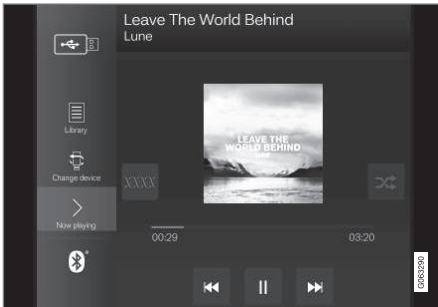 Leave The World Behind
Lune
Library
Change device
Now playing
XXXX
LEAVE THE
WORLD BEHIND
LUNE
00:29
03:20
G063290